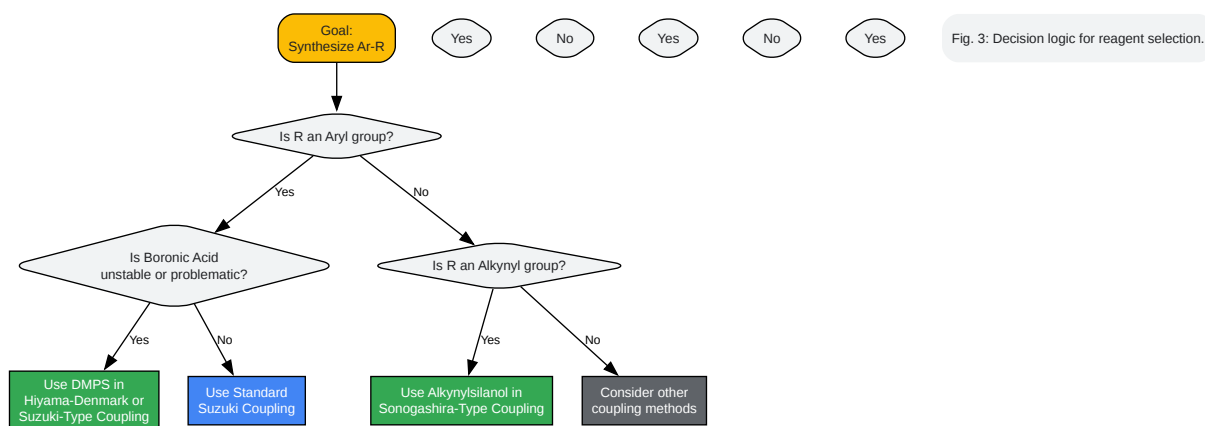 Goal:
Synthesize Ar-R
Yes
No
Yes
No
Yes
Fig. 3: Decision logic for reagent selection.
Is R an Aryl group?
Yes
No
Is Boronic Acid
unstable or problematic?
Is R an Alkynyl group?
Yes
No
Yes
No
Use DMPS in
Hiyama-Denmark or
Suzuki-Type Coupling
Use Standard
Suzuki Coupling
Use Alkynylsilanol in
Sonogashira-Type Coupling
Consider other
coupling methods